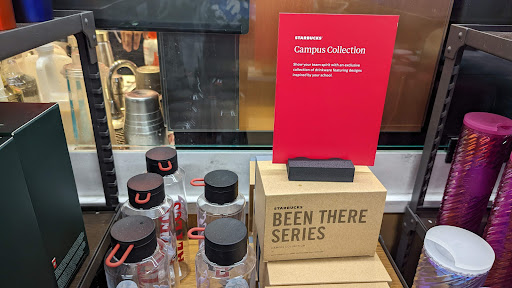 STARBUCKS
Campus Collection
Show your team spirit with an exclusive
collection of drinkware featuring designs
inspired by your school.
STARBUCKS
BEEN THERE
SERIES